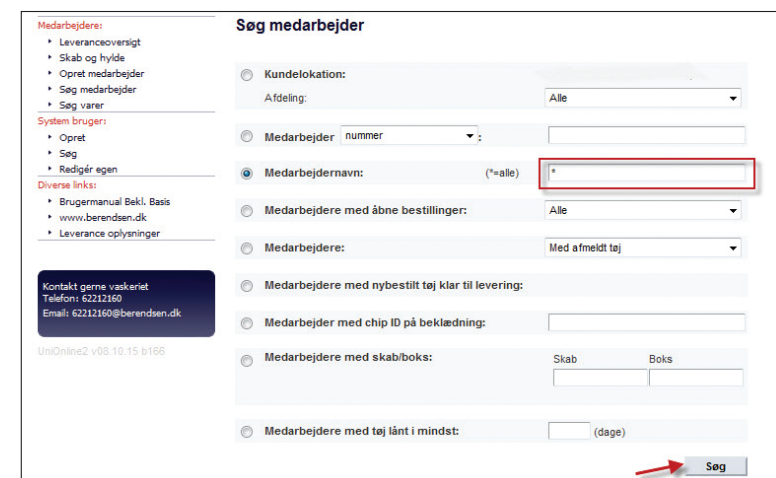 Medarbejdere:
Leveranceoversigt
Skab og hylde
Opret medarbejder
Søg medarbejder
Søg varer
System bruger:
Opret
Søg
Redigér egen
Diverse links:
Brugermanual Bekl. Basis
www.berendsen.dk
Leverance oplysninger
Kontakt gerne vaskeriet
Telefon: 62212160
Email: 62212160@berendsen.dk
UniOnline2 v08.10.15 b166
Søg medarbejder
Kundelokation:
Afdeling: Alle
Medarbejder nummer :
Medarbejdernavn: (*=alle) *
Medarbejdere med åbne bestillinger: Alle
Medarbejdere: Med afmeldt tøj
Medarbejdere med nybestilt tøj klar til levering:
Medarbejder med chip ID på beklædning:
Medarbejdere med skab/boks: Skab Boks
Medarbejdere med tøj lånt i mindst: (dage)
Søg